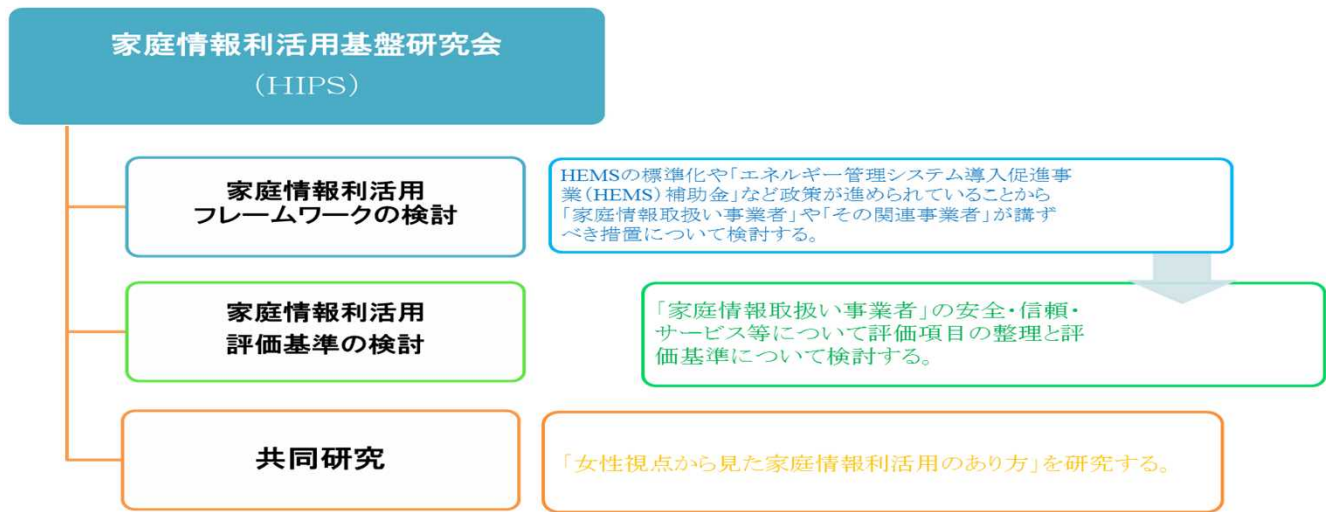 家庭情報利活用基盤研究会
(HIPS)
家庭情報利活用
フレームワークの検討
HEMSの標準化や「エネルギー管理システム導入促進事
業(HEMS)補助金」など政策が進められていることから
「家庭情報取扱い事業者」や「その関連事業者」が講ず
べき措置について検討する。
家庭情報利活用
評価基準の検討
「家庭情報取扱い事業者」の安全・信頼・
サービス等について評価項目の整理と評
価基準について検討する。
共同研究
「女性視点から見た家庭情報利活用のあり方」を研究する。